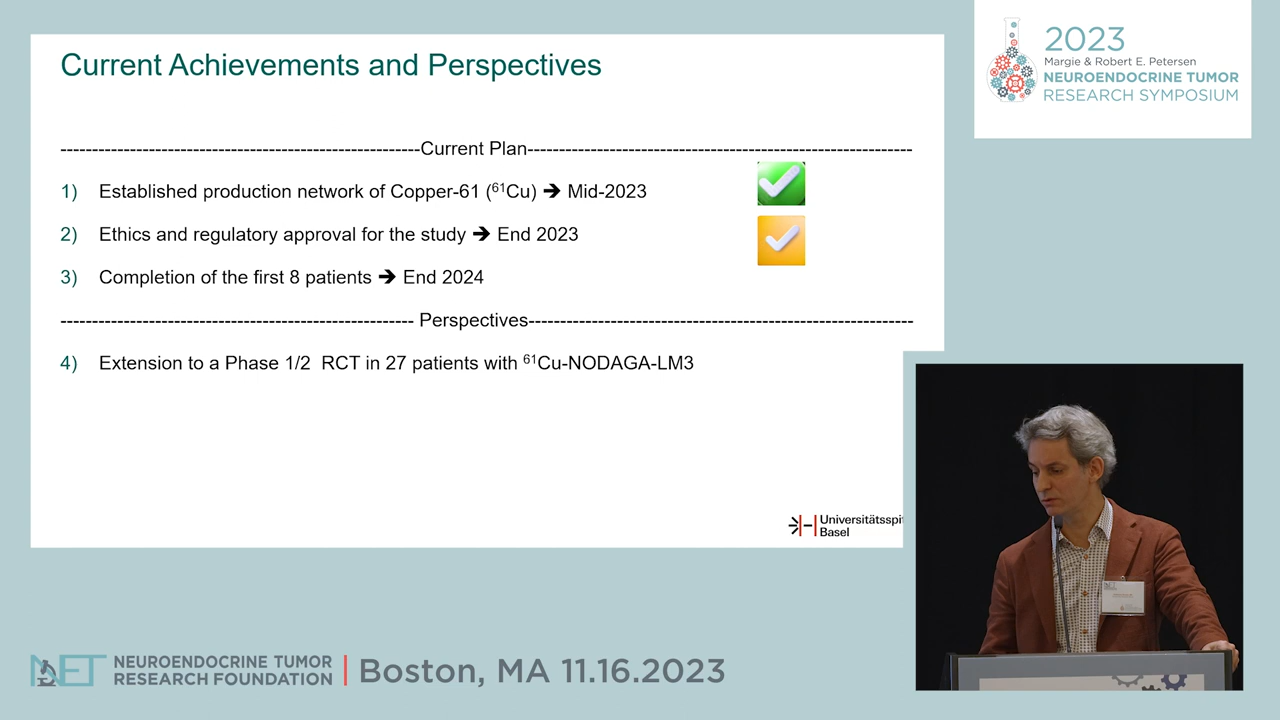 Current Achievements and Perspectives
2023
Margie & Robert E. Petersen
NEUROENDOCRINE TUMOR
RESEARCH SYMPOSIUM
------------------------------------------------------Current Plan----------------------------------------------------------
1) Established production network of Copper-61 (⁶¹Cu) ➔ Mid-2023
2) Ethics and regulatory approval for the study ➔ End 2023
3) Completion of the first 8 patients ➔ End 2024
----------------------------------------------------- Perspectives----------------------------------------------------------
4) Extension to a Phase 1/2 RCT in 27 patients with ⁶¹Cu-NODAGA-LM3
Universitätsspi
Basel
NET
NEUROENDOCRINE TUMOR
RESEARCH FOUNDATION
Boston, MA 11.16.2023